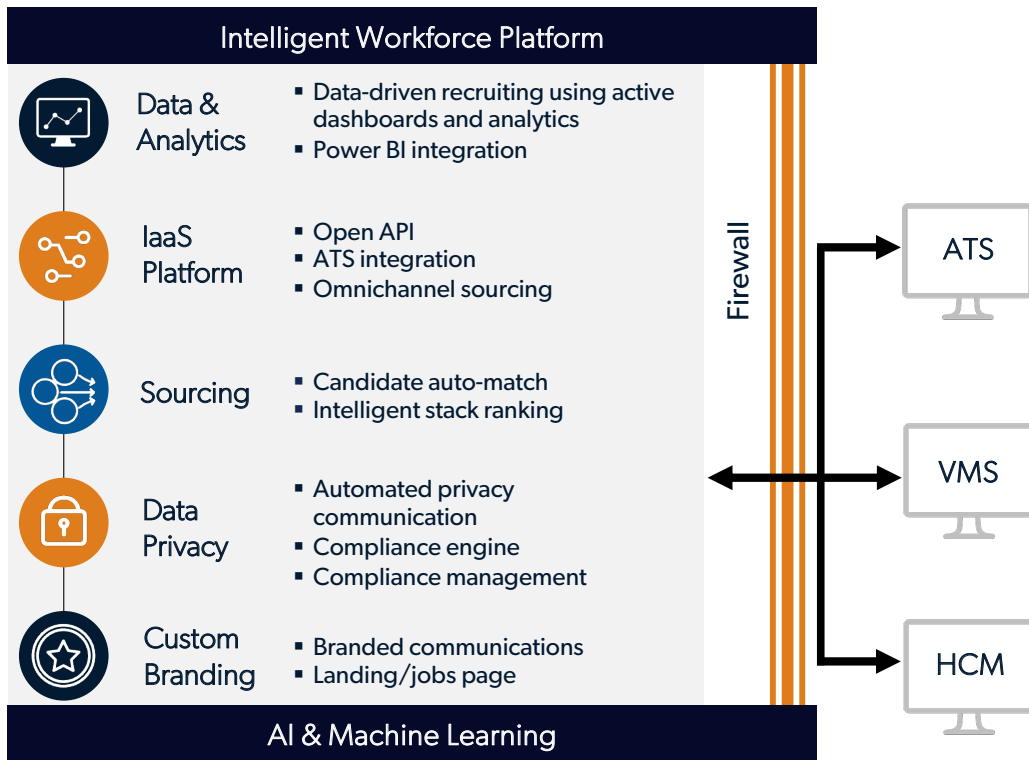 Intelligent Workforce Platform
Data &
Analytics
▪ Data-driven recruiting using active
dashboards and analytics
▪ Power BI integration
IaaS
Platform
▪ Open API
▪ ATS integration
▪ Omnichannel sourcing
Sourcing
▪ Candidate auto-match
▪ Intelligent stack ranking
Data
Privacy
▪ Automated privacy
communication
▪ Compliance engine
▪ Compliance management
Custom
Branding
▪ Branded communications
▪ Landing/jobs page
AI & Machine Learning
Firewall
ATS
VMS
HCM